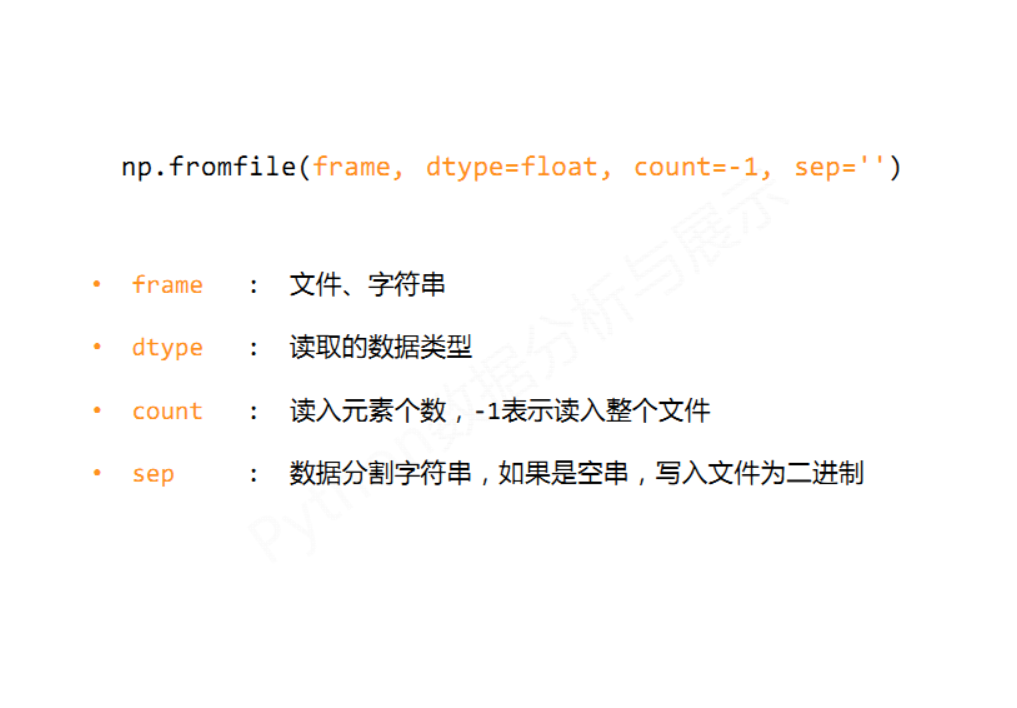 np.fromfile(frame, dtype=float, count=-1, sep='')
• frame : 文件、字符串
• dtype : 读取的数据类型
• count : 读入元素个数，-1表示读入整个文件
• sep : 数据分割字符串，如果是空串，写入文件为二进制
Python数据分析与展示